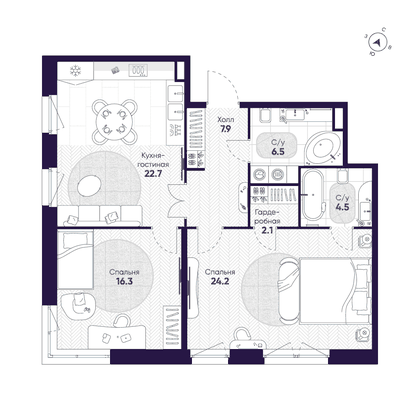 С
З
В
Ю
Холл
7.9
С/у
6.5
Кухня-
гостиная
22.7
С/у
4.5
Гарде-
робная
2.1
Спальня
16.3
Спальня
24.2